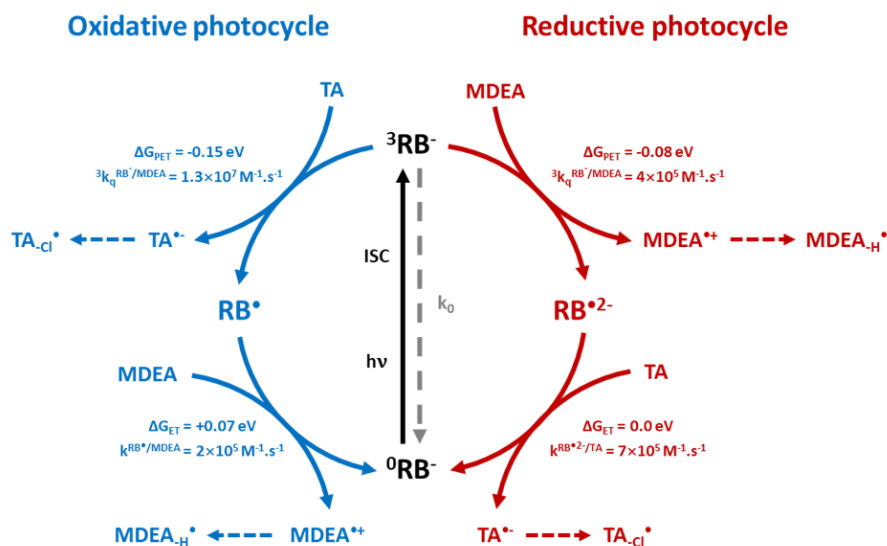 Oxidative photocycle
Reductive photocycle
TA
MDEA
³RB⁻
ΔG_PET = -0.15 eV
³k_q^RB⁻/MDEA = 1.3×10⁷ M⁻¹.s⁻¹
ΔG_PET = -0.08 eV
³k_q^RB⁻/MDEA = 4×10⁵ M⁻¹.s⁻¹
TA_-Cl^•
TA^•-
MDEA^•+
MDEA_-H^•
ISC
k₀
RB^•
RB^•2-
hν
MDEA
TA
ΔG_ET = +0.07 eV
k^RB•/MDEA = 2×10⁵ M⁻¹.s⁻¹
ΔG_ET = 0.0 eV
k^RB•2-/TA = 7×10⁵ M⁻¹.s⁻¹
⁰RB⁻
MDEA_-H^•
MDEA^•+
TA^•-
TA_-Cl^•